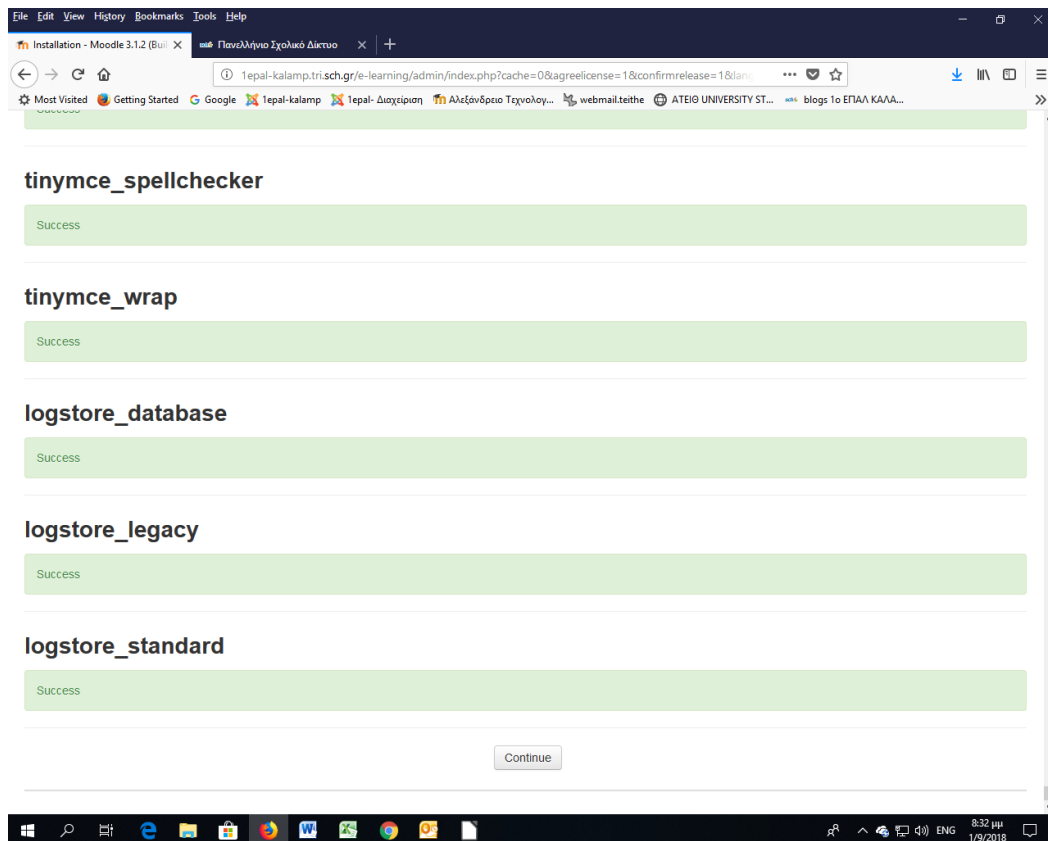 File Edit View History Bookmarks Tools Help
Installation - Moodle 3.1.2 (Buil
Πανελλήνιο Σχολικό Δίκτυο
1epal-kalamp.tri.sch.gr/e-learning/admin/index.php?cache=0&agreelicense=1&confirmrelease=1&lang
Most Visited Getting Started Google 1epal-kalamp 1epal- Διαχείριση Αλεξάνδρειο Τεχνολογ... webmail.teithe ΑΤΕΙΘ UNIVERSITY ST... blogs 1ο ΕΠΑΛ ΚΑΛΑ...
Success
tinymce_spellchecker
Success
tinymce_wrap
Success
logstore_database
Success
logstore_legacy
Success
logstore_standard
Success
Continue
ENG
8:32 μμ
1/9/2018